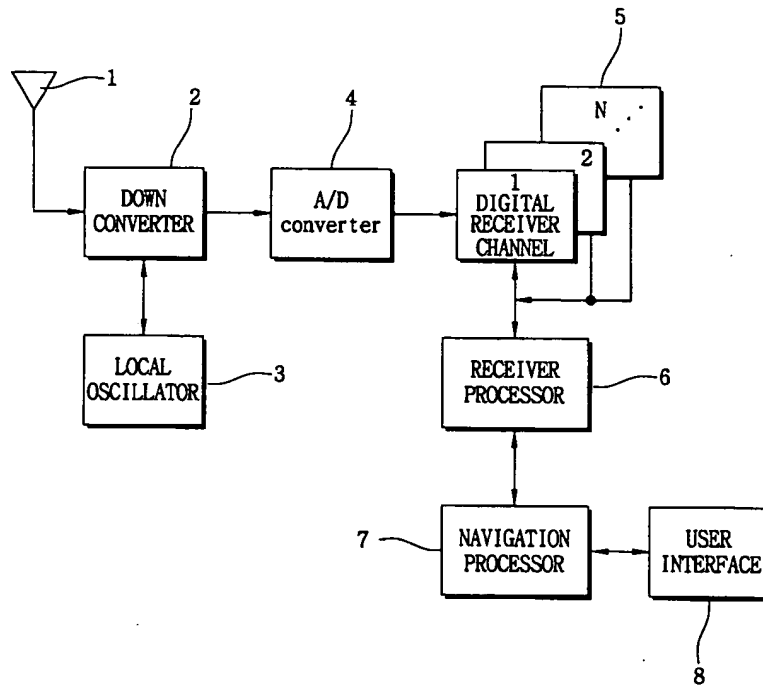 5
1
N
2
4
2
1
DIGITAL
RECEIVER
CHANNEL
DOWN
CONVERTER
A/D
converter
LOCAL
OSCILLATOR
3
RECEIVER
PROCESSOR
6
7
NAVIGATION
PROCESSOR
USER
INTERFACE
8